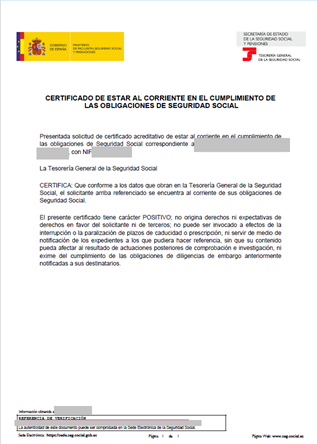 GOBIERNO
DE ESPAÑA
MINISTERIO
DE INCLUSIÓN, SEGURIDAD SOCIAL
Y MIGRACIONES
SECRETARÍA DE ESTADO
DE LA SEGURIDAD SOCIAL
Y PENSIONES
TESORERÍA GENERAL
DE LA SEGURIDAD SOCIAL
CERTIFICADO DE ESTAR AL CORRIENTE EN EL CUMPLIMIENTO DE
LAS OBLIGACIONES DE SEGURIDAD SOCIAL
Presentada solicitud de certificado acreditativo de estar al corriente en el cumplimiento de
las obligaciones de Seguridad Social correspondiente a
, con NIF
La Tesorería General de la Seguridad Social
CERTIFICA: Que conforme a los datos que obran en la Tesorería General de la Seguridad
Social, el solicitante arriba referenciado se encuentra al corriente de sus obligaciones de
Seguridad Social.
El presente certificado tiene carácter POSITIVO; no origina derechos ni expectativas de
derechos en favor del solicitante ni de terceros; no puede ser invocado a efectos de la
interrupción o la paralización de plazos de caducidad o prescripción, ni servir de medio de
notificación de los expedientes a los que pudiera hacer referencia, sin que su contenido
pueda afectar al resultado de actuaciones posteriores de comprobación e investigación, ni
exime del cumplimiento de las obligaciones de diligencias de embargo anteriormente
notificadas a sus destinatarios.
Información obtenida a
REFERENCIA DE VERIFICACIÓN
La autenticidad de este documento puede ser comprobada en la Sede Electrónica de la Seguridad Social
Sede Electrónica: https://sede.seg-social.gob.es
Página 1 de 1
Página Web: www.seg-social.es